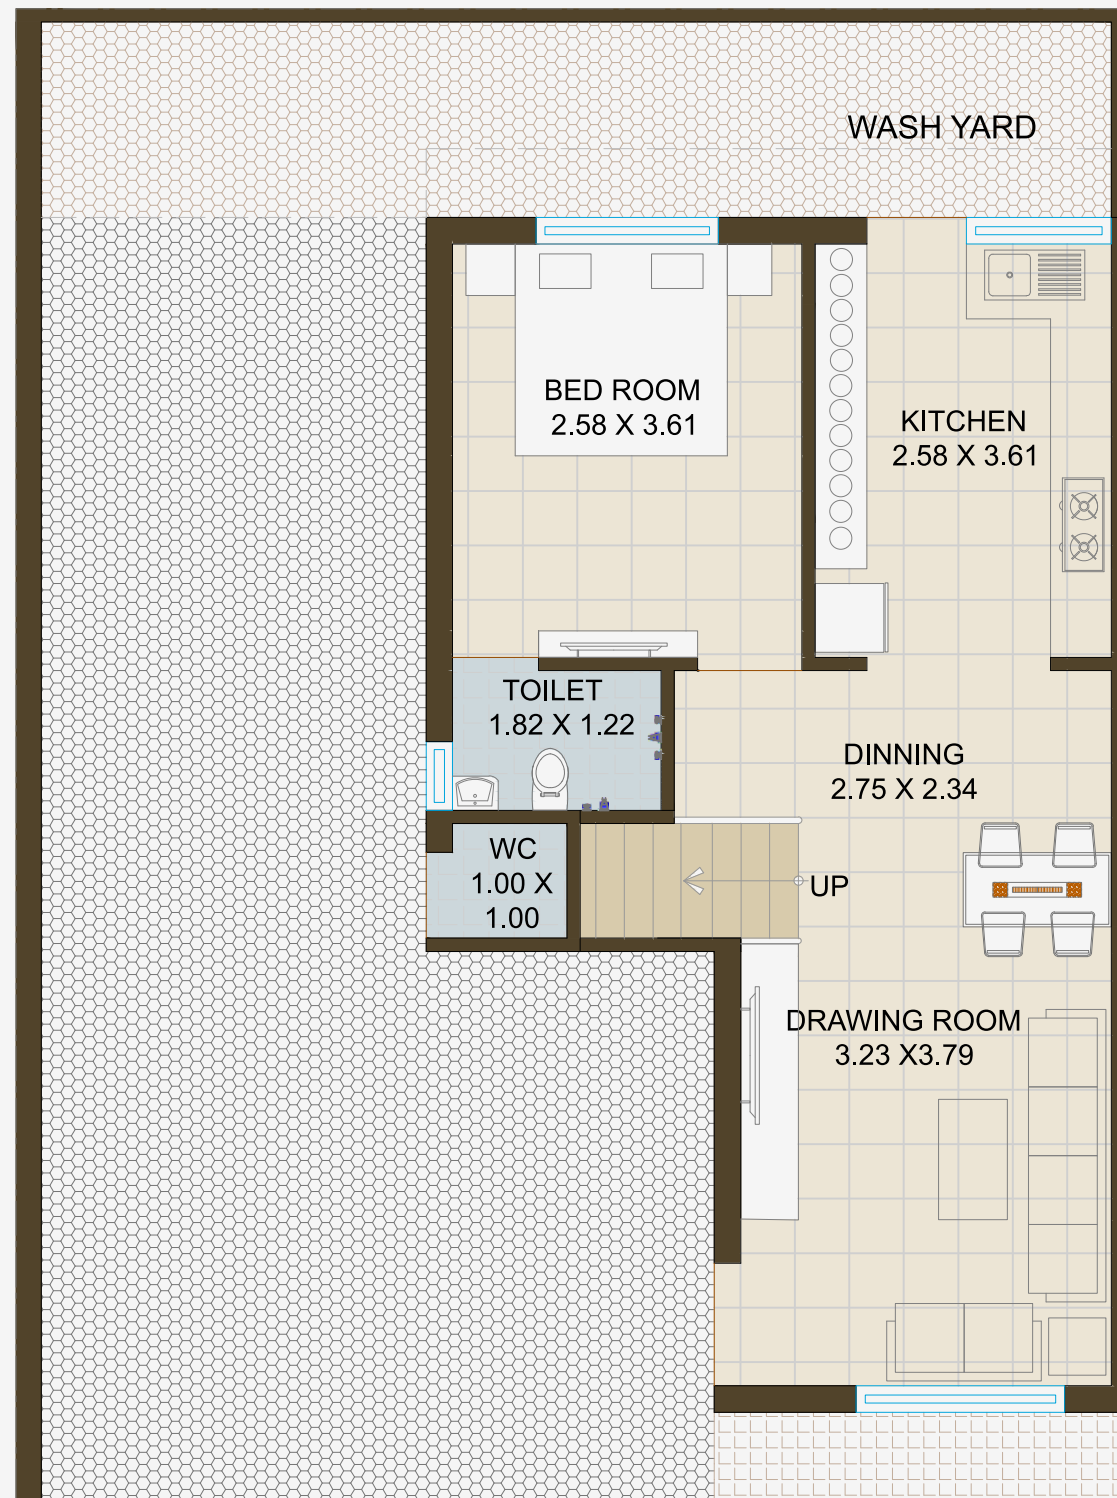 WASH YARD
BED ROOM
2.58 X 3.61
KITCHEN
2.58 X 3.61
TOILET
1.82 X 1.22
DINNING
2.75 X 2.34
WC
1.00 X
1.00
UP
DRAWING ROOM
3.23 X3.79